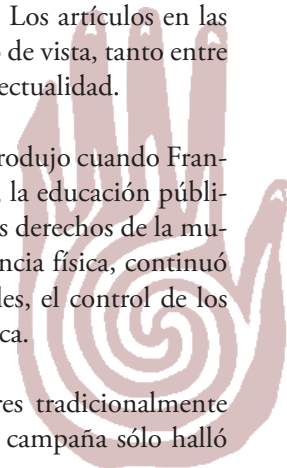 Los artículos en las
de vista, tanto entre
ectualidad.
rodujo cuando Fran-
la educación públi-
s derechos de la mu-
ncia física, continuó
les, el control de los
ca.
res tradicionalmente
campaña sólo halló